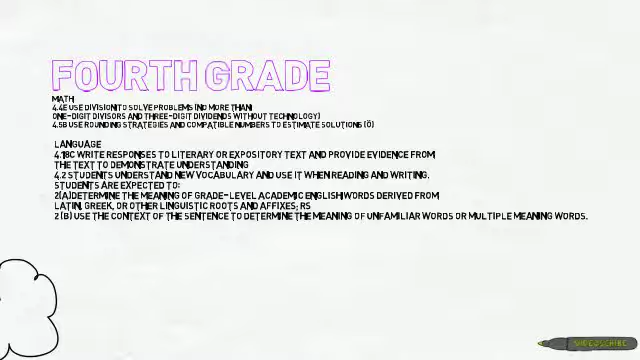 FOURTH GRADE
MATH
4.4E USE DIVISION TO SOLVE PROBLEMS (NO MORE THAN
ONE-DIGIT DIVISORS AND THREE-DIGIT DIVIDENDS WITHOUT TECHNOLOGY)
4.5B USE ROUNDING STRATEGIES AND COMPATIBLE NUMBERS TO ESTIMATE SOLUTIONS (Ö)
LANGUAGE
4.18C WRITE RESPONSES TO LITERARY OR EXPOSITORY TEXT AND PROVIDE EVIDENCE FROM
THE TEXT TO DEMONSTRATE UNDERSTANDING
4.2 STUDENTS UNDERSTAND NEW VOCABULARY AND USE IT WHEN READING AND WRITING.
STUDENTS ARE EXPECTED TO:
2(A)DETERMINE THE MEANING OF GRADE-LEVEL ACADEMIC ENGLISH WORDS DERIVED FROM
LATIN, GREEK, OR OTHER LINGUISTIC ROOTS AND AFFIXES; RS
2 (B) USE THE CONTEXT OF THE SENTENCE TO DETERMINE THE MEANING OF UNFAMILIAR WORDS OR MULTIPLE MEANING WORDS.
VIDEOSCRIBE